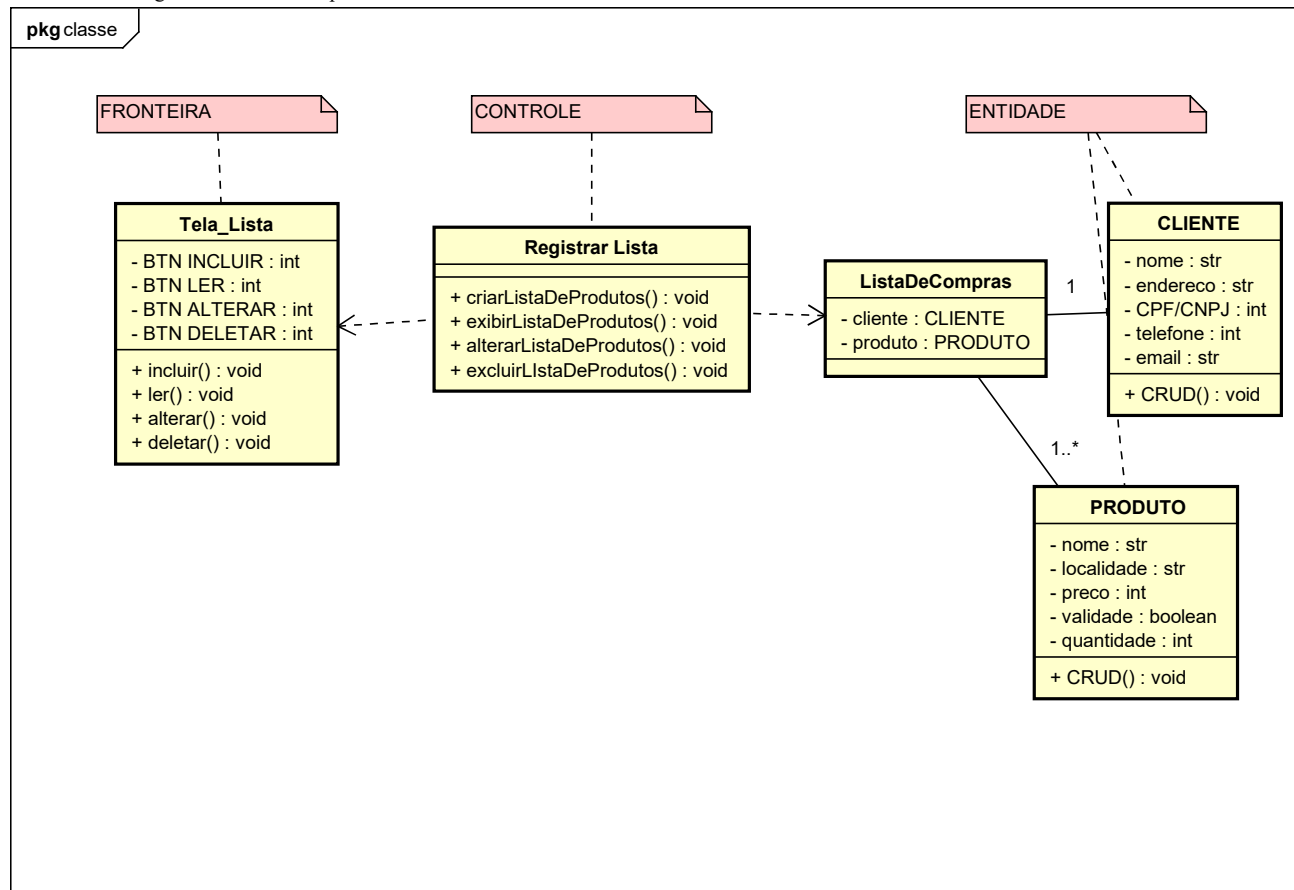 pkg classe
FRONTEIRA
CONTROLE
ENTIDADE
Tela_Lista
- BTN INCLUIR : int
- BTN LER : int
- BTN ALTERAR : int
- BTN DELETAR : int
+ incluir() : void
+ ler() : void
+ alterar() : void
+ deletar() : void
Registrar Lista
+ criarListaDeProdutos() : void
+ exibirListaDeProdutos() : void
+ alterarListaDeProdutos() : void
+ excluirLIstaDeProdutos() : void
ListaDeCompras
- cliente : CLIENTE
- produto : PRODUTO
1
1..*
CLIENTE
- nome : str
- endereco : str
- CPF/CNPJ : int
- telefone : int
- email : str
+ CRUD() : void
PRODUTO
- nome : str
- localidade : str
- preco : int
- validade : boolean
- quantidade : int
+ CRUD() : void